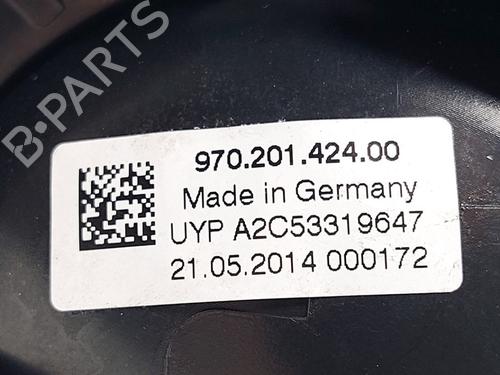 B-PARTS
970.201.424.00
Made in Germany
UYP A2C53319647
21.05.2014 000172